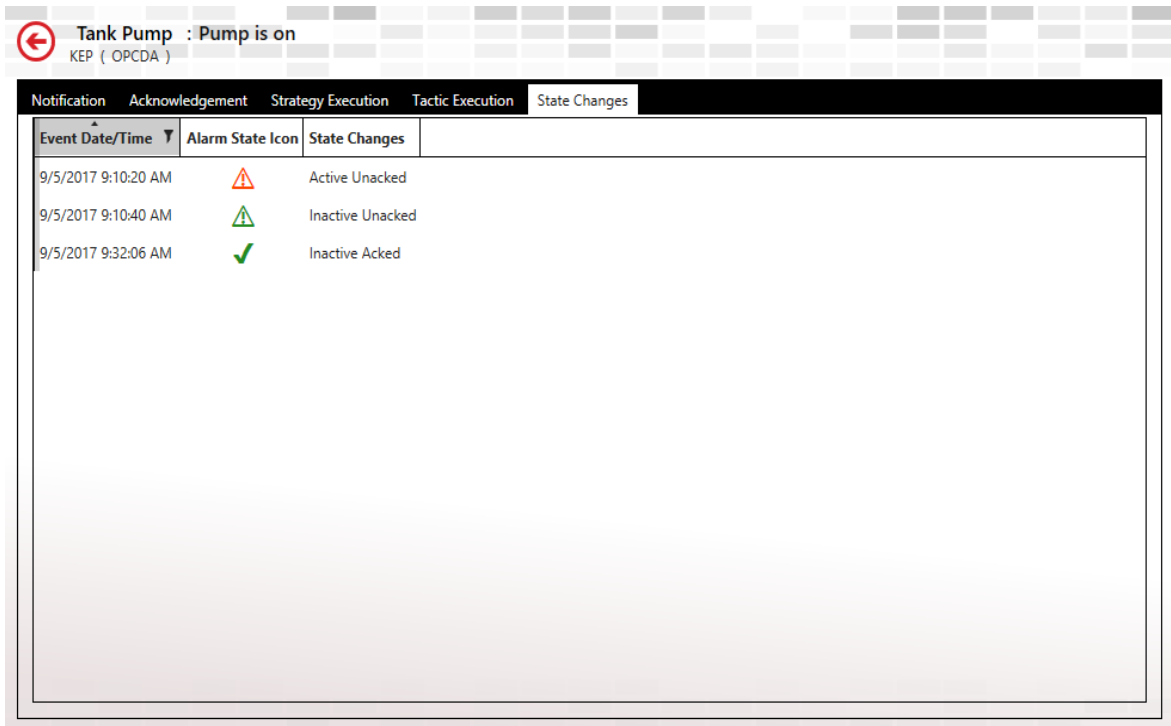 Tank Pump : Pump is on
KEP ( OPCDA )
Notification Acknowledgement Strategy Execution Tactic Execution State Changes
Event Date/Time Alarm State Icon State Changes
9/5/2017 9:10:20 AM Active Unacked
9/5/2017 9:10:40 AM Inactive Unacked
9/5/2017 9:32:06 AM Inactive Acked